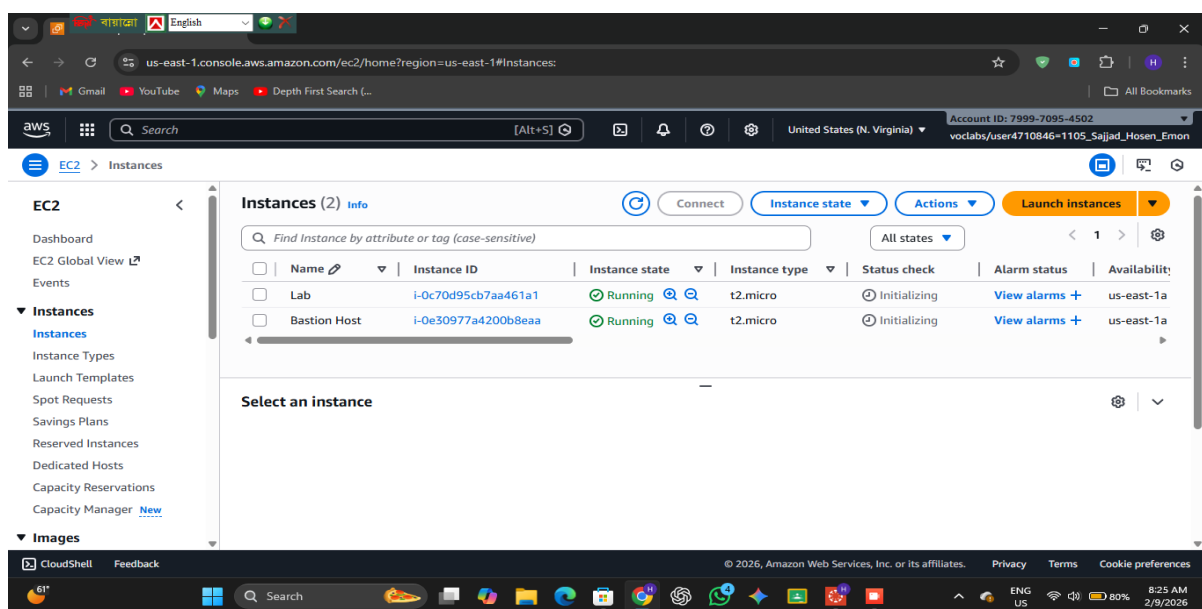 বায়ান্নো English
us-east-1.console.aws.amazon.com/ec2/home?region=us-east-1#Instances:
H
Gmail YouTube Maps Depth First Search (... All Bookmarks
aws Search [Alt+S] United States (N. Virginia) Account ID: 7999-7095-4502
voclabs/user4710846=1105_Sajjad_Hosen_Emon
EC2 > Instances
EC2
Dashboard
EC2 Global View
Events
Instances
Instances
Instance Types
Launch Templates
Spot Requests
Savings Plans
Reserved Instances
Dedicated Hosts
Capacity Reservations
Capacity Manager New
Images
Instances (2) Info Connect Instance state Actions Launch instances
Find Instance by attribute or tag (case-sensitive) All states < 1 >
Name Instance ID Instance state Instance type Status check Alarm status Availability
Lab i-0c70d95cb7aa461a1 Running t2.micro Initializing View alarms + us-east-1a
Bastion Host i-0e30977a4200b8eaa Running t2.micro Initializing View alarms + us-east-1a
Select an instance
CloudShell Feedback © 2026, Amazon Web Services, Inc. or its affiliates. Privacy Terms Cookie preferences
61° Search H 4 H ENG 80% 8:25 AM
US 2/9/2026